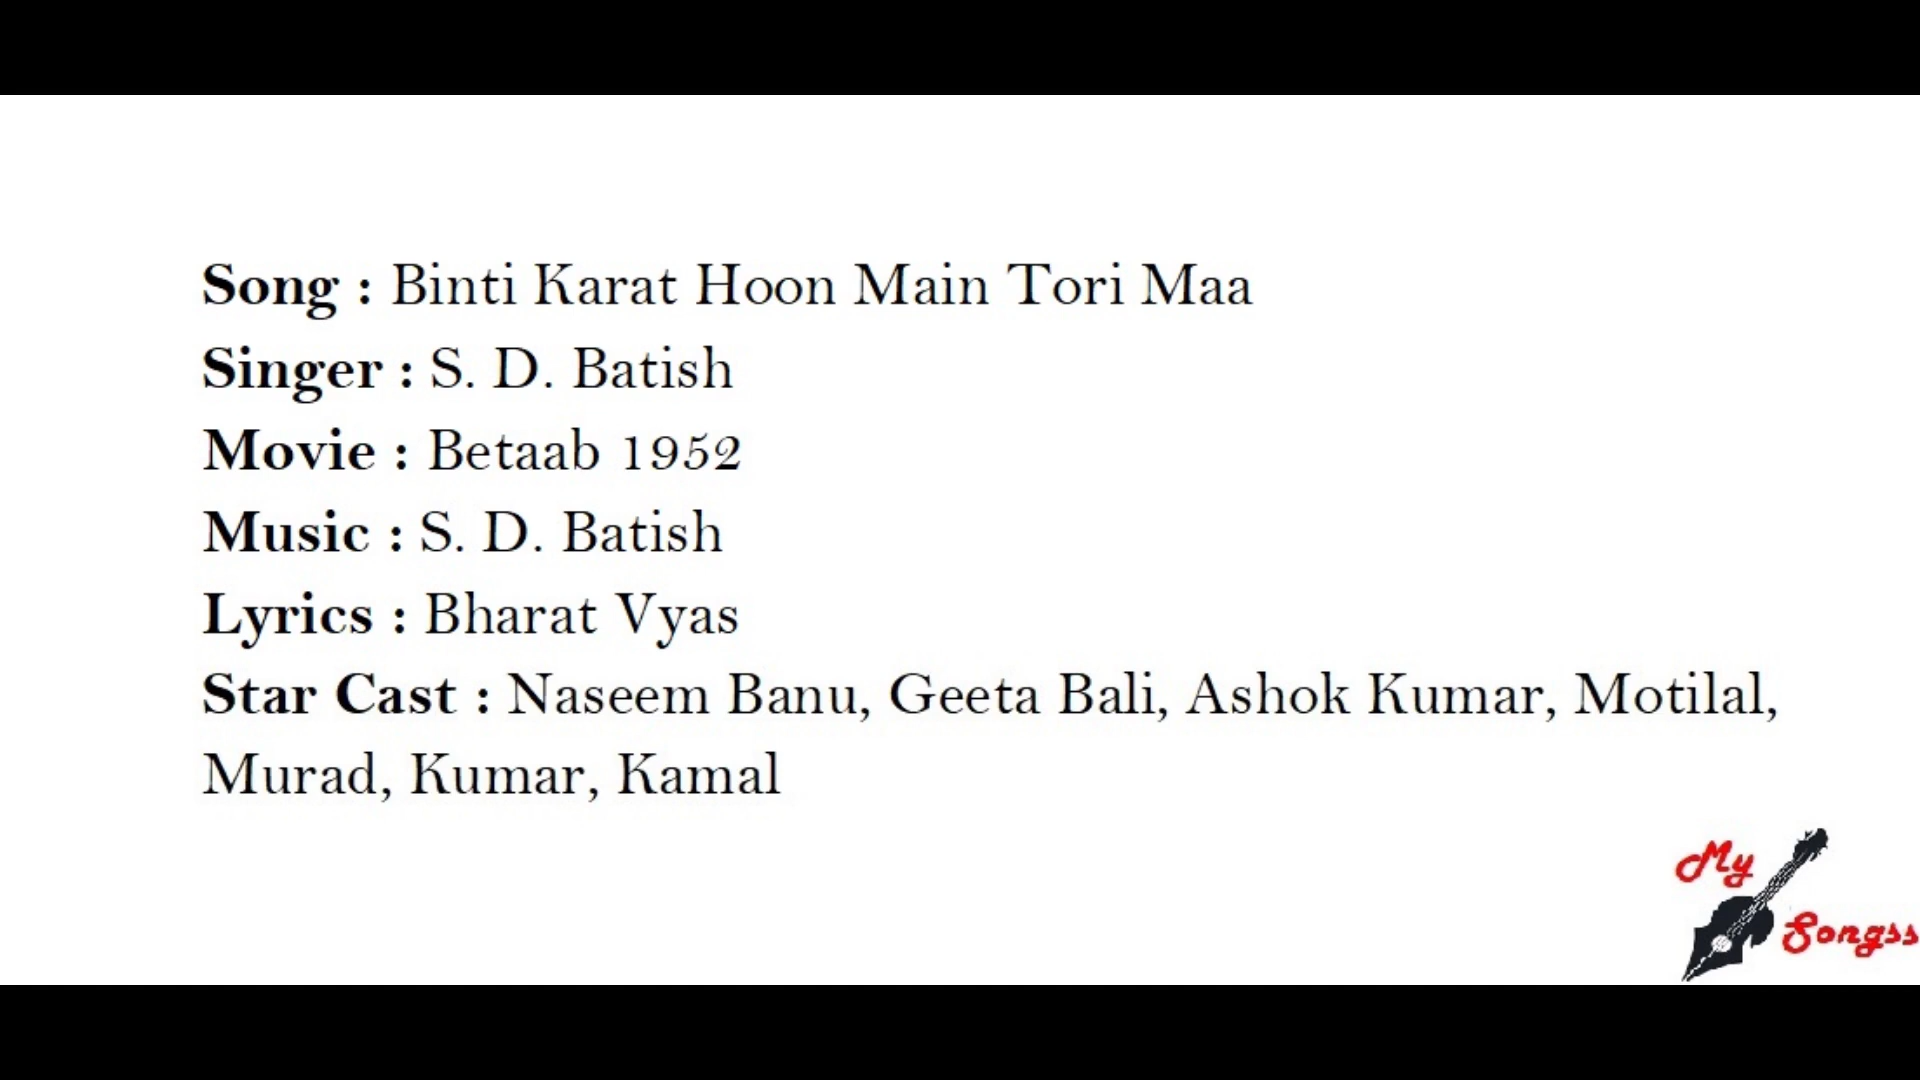 Song : Binti Karat Hoon Main Tori Maa
Singer : S. D. Batish
Movie : Betaab 1952
Music : S. D. Batish
Lyrics : Bharat Vyas
Star Cast : Naseem Banu, Geeta Bali, Ashok Kumar, Motilal,
Murad, Kumar, Kamal
My
Songss